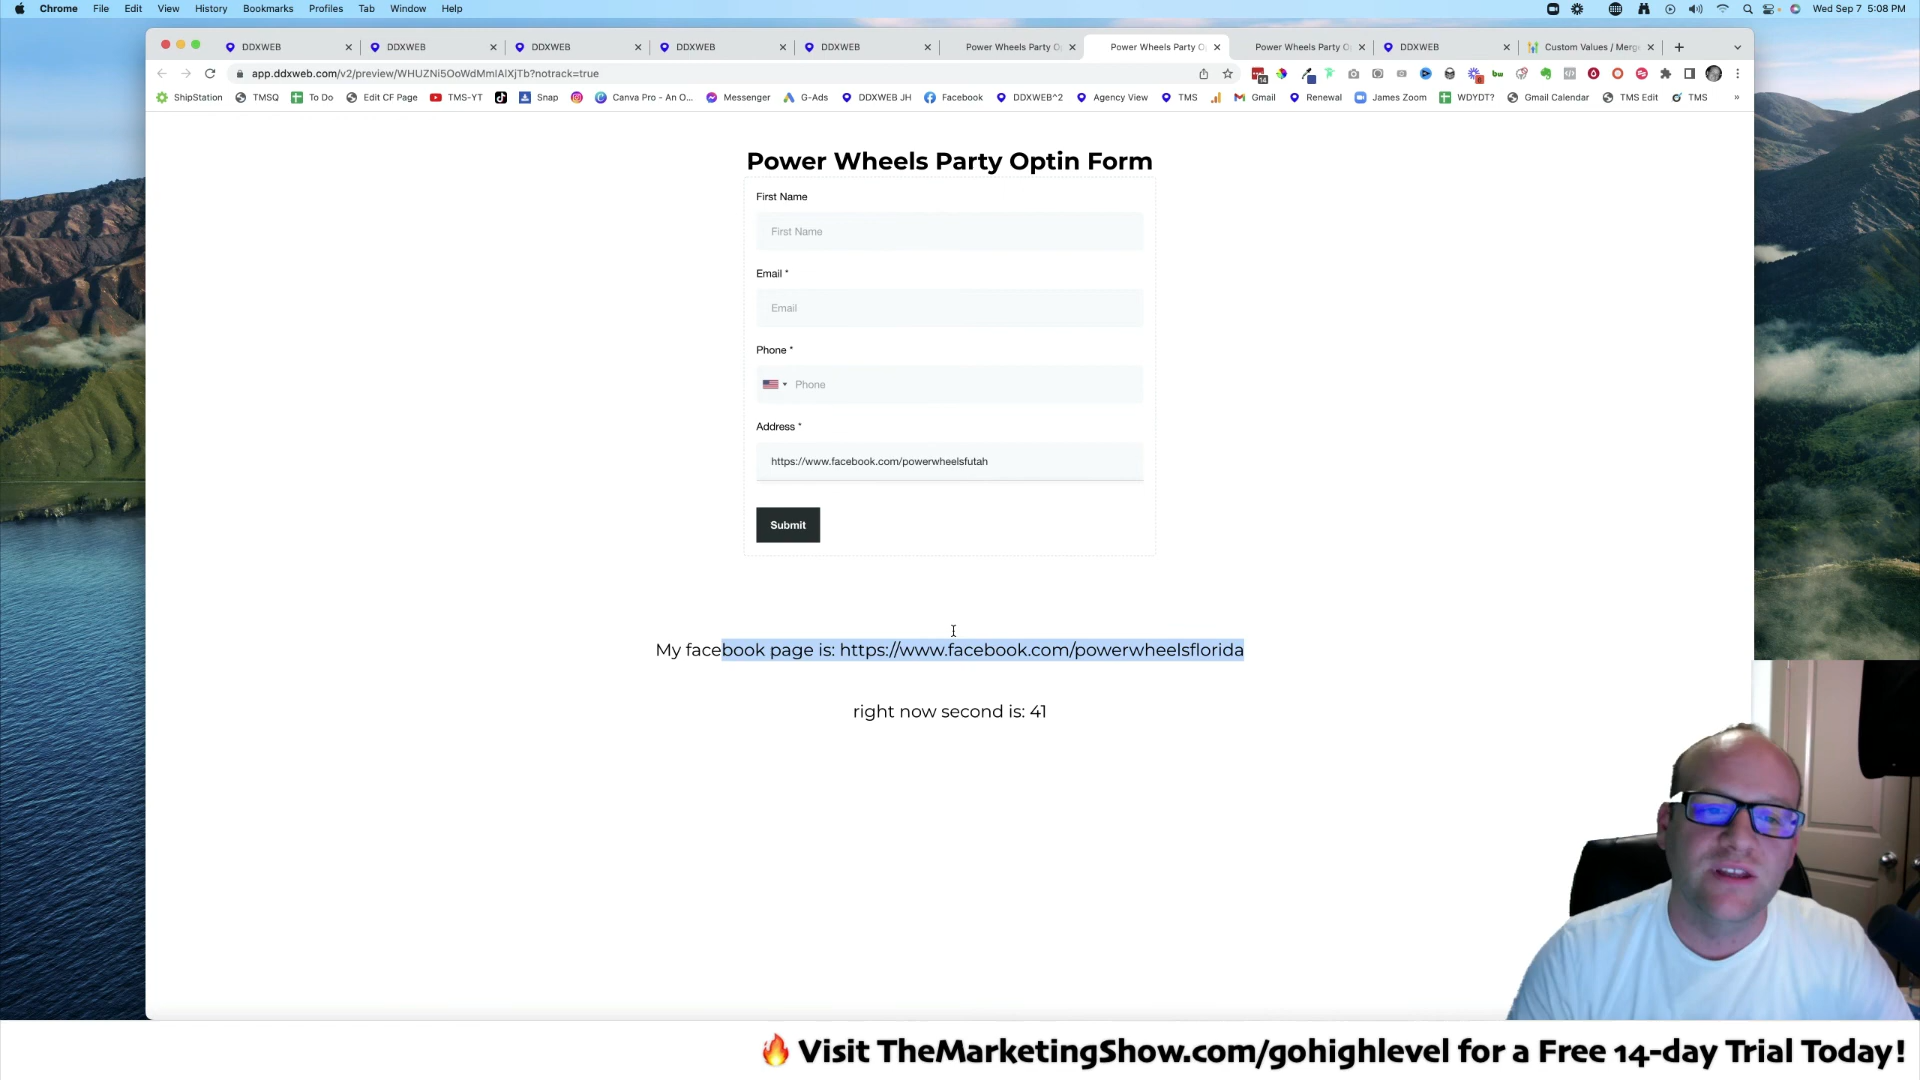 Chrome File Edit View History Bookmarks Profiles Tab Window Help Wed Sep 7 5:08 PM
DDXWEB DDXWEB DDXWEB DDXWEB DDXWEB Power Wheels Party O Power Wheels Party O Power Wheels Party O DDXWEB Custom Values / Merg
app.ddxweb.com/v2/preview/WHUZNi5OoWdMmIAlXjTb?notrack=true
ShipStation TMSQ To Do Edit CF Page TMS-YT Snap Canva Pro - An O... Messenger G-Ads DDXWEB JH Facebook DDXWEB^2 Agency View TMS Gmail Renewal James Zoom WDYDT? Gmail Calendar TMS Edit TMS »
Power Wheels Party Optin Form
First Name
First Name
Email *
Email
Phone *
Phone
Address *
https://www.facebook.com/powerwheelsfutah
Submit
My facebook page is: https://www.facebook.com/powerwheelsflorida
right now second is: 41
Visit TheMarketingShow.com/gohighlevel for a Free 14-day Trial Today!